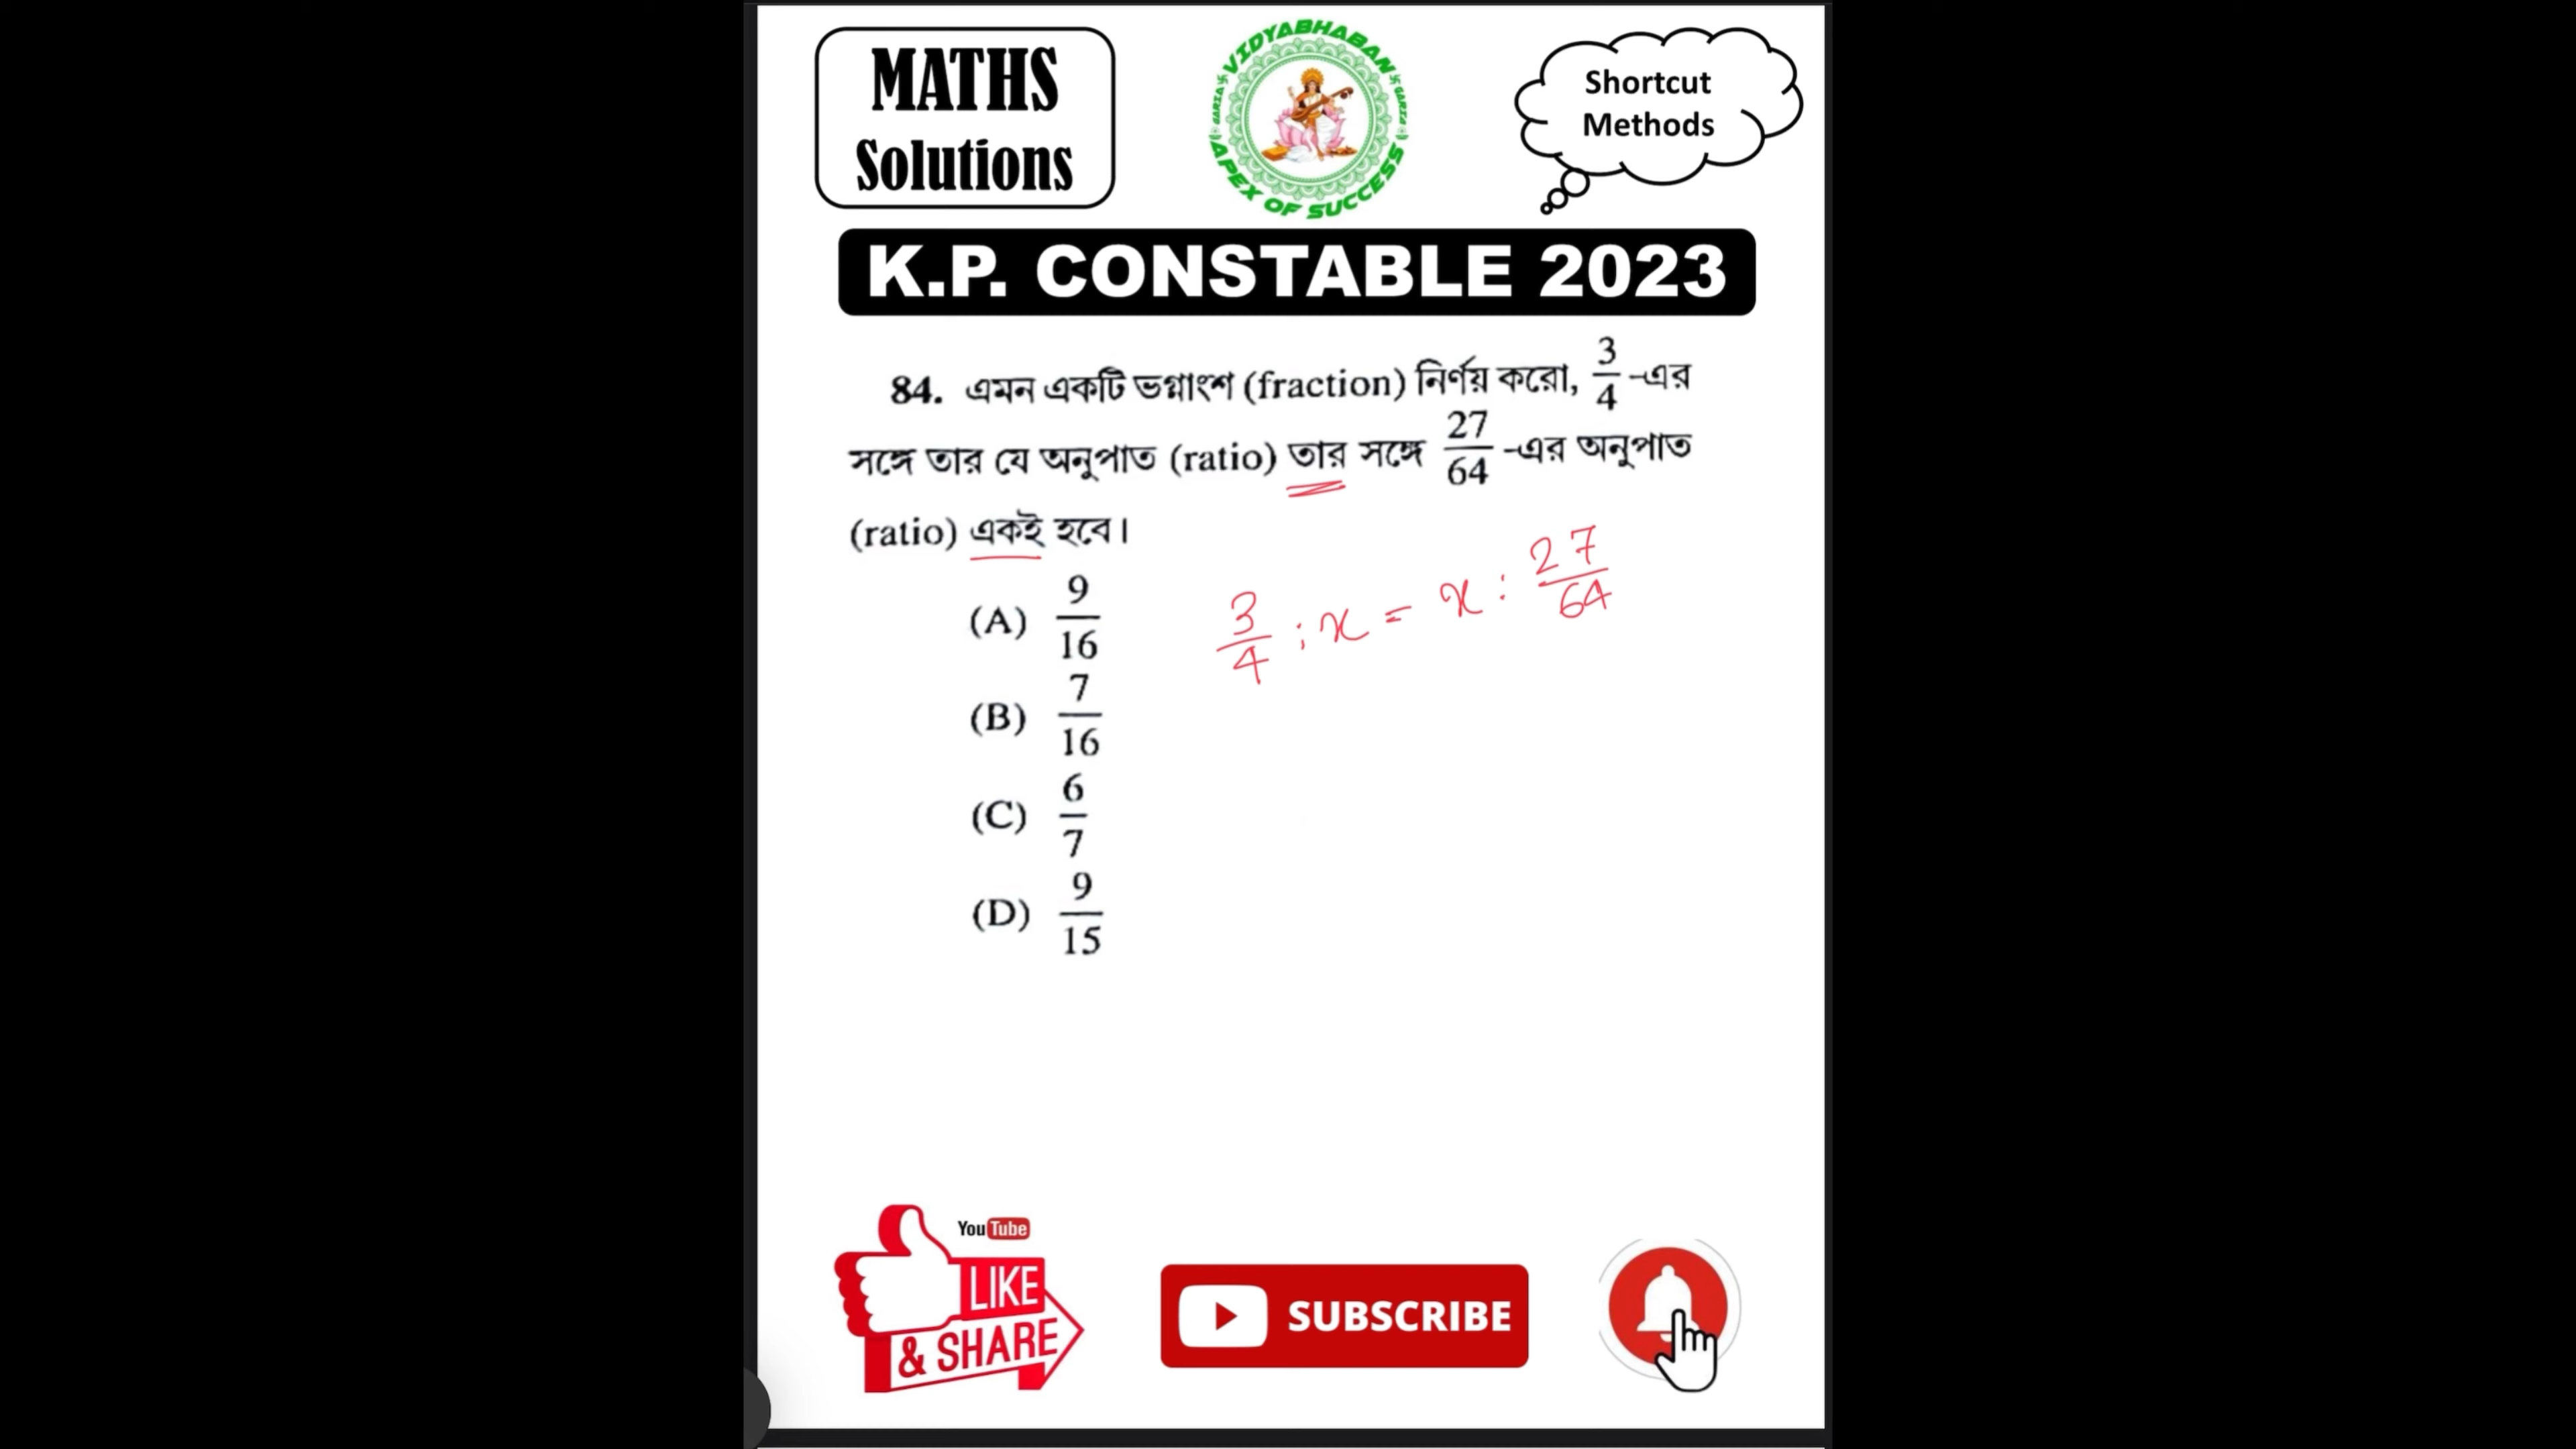 MATHS
Solutions
VIDYABHABAN
GARIA
GARIA
APEX OF SUCCESS
Shortcut
Methods
K.P. CONSTABLE 2023
84. এমন একটি ভগ্নাংশ (fraction) নির্ণয় করো, 3/4 -এর
সঙ্গে তার যে অনুপাত (ratio) তার সঙ্গে 27/64 -এর অনুপাত
(ratio) একই হবে।
3/4 : x = x : 27/64
(A) 9/16
(B) 7/16
(C) 6/7
(D) 9/15
YouTube
LIKE
& SHARE
SUBSCRIBE